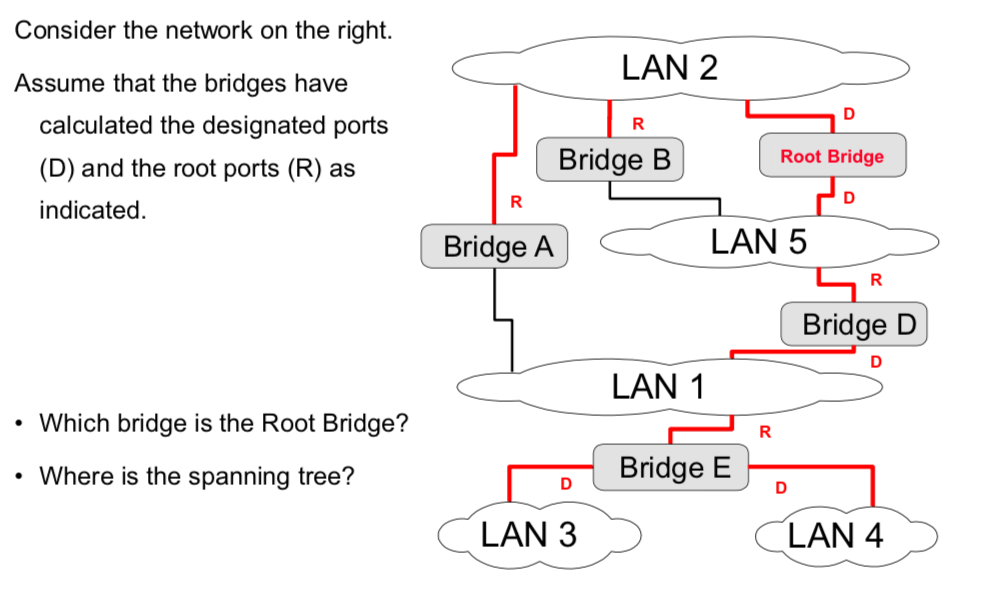 Consider the network on the right.
Assume that the bridges have
calculated the designated ports
(D) and the root ports (R) as
indicated.
• Which bridge is the Root Bridge?
• Where is the spanning tree?
LAN 2
D
R
Bridge B
Root Bridge
R
D
Bridge A
LAN 5
R
Bridge D
D
LAN 1
R
Bridge E
D
D
LAN 3
LAN 4